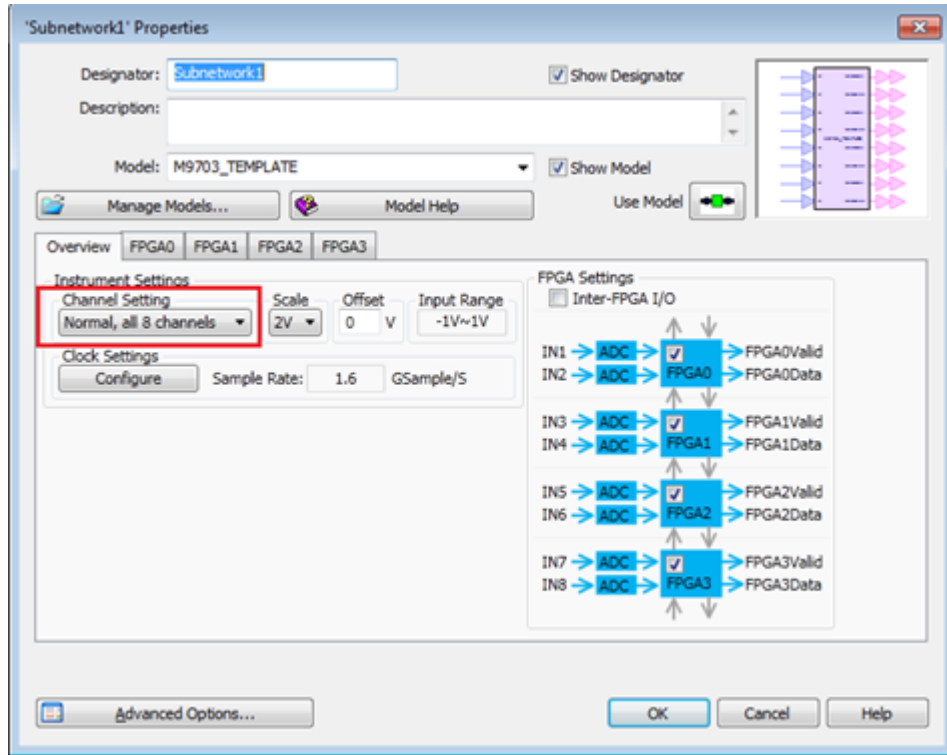 'Subnetwork1' Properties
Designator: Subnetwork1
Show Designator
Description:
Model: M9703_TEMPLATE
Show Model
Manage Models...
Model Help
Use Model
Overview FPGA0 FPGA1 FPGA2 FPGA3
Instrument Settings
Channel Setting Scale Offset Input Range
Normal, all 8 channels 2V 0 V -1V~1V
Clock Settings
Configure Sample Rate: 1.6 GSample/S
FPGA Settings
Inter-FPGA I/O
IN1 ADC FPGA0Valid
IN2 ADC FPGA0 FPGA0Data
IN3 ADC FPGA1Valid
IN4 ADC FPGA1 FPGA1Data
IN5 ADC FPGA2Valid
IN6 ADC FPGA2 FPGA2Data
IN7 ADC FPGA3Valid
IN8 ADC FPGA3 FPGA3Data
Advanced Options...
OK Cancel Help